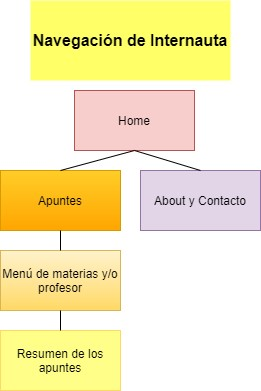 Navegación de Internauta
Home
Apuntes
About y Contacto
Menú de materias y/o
profesor
Resumen de los
apuntes